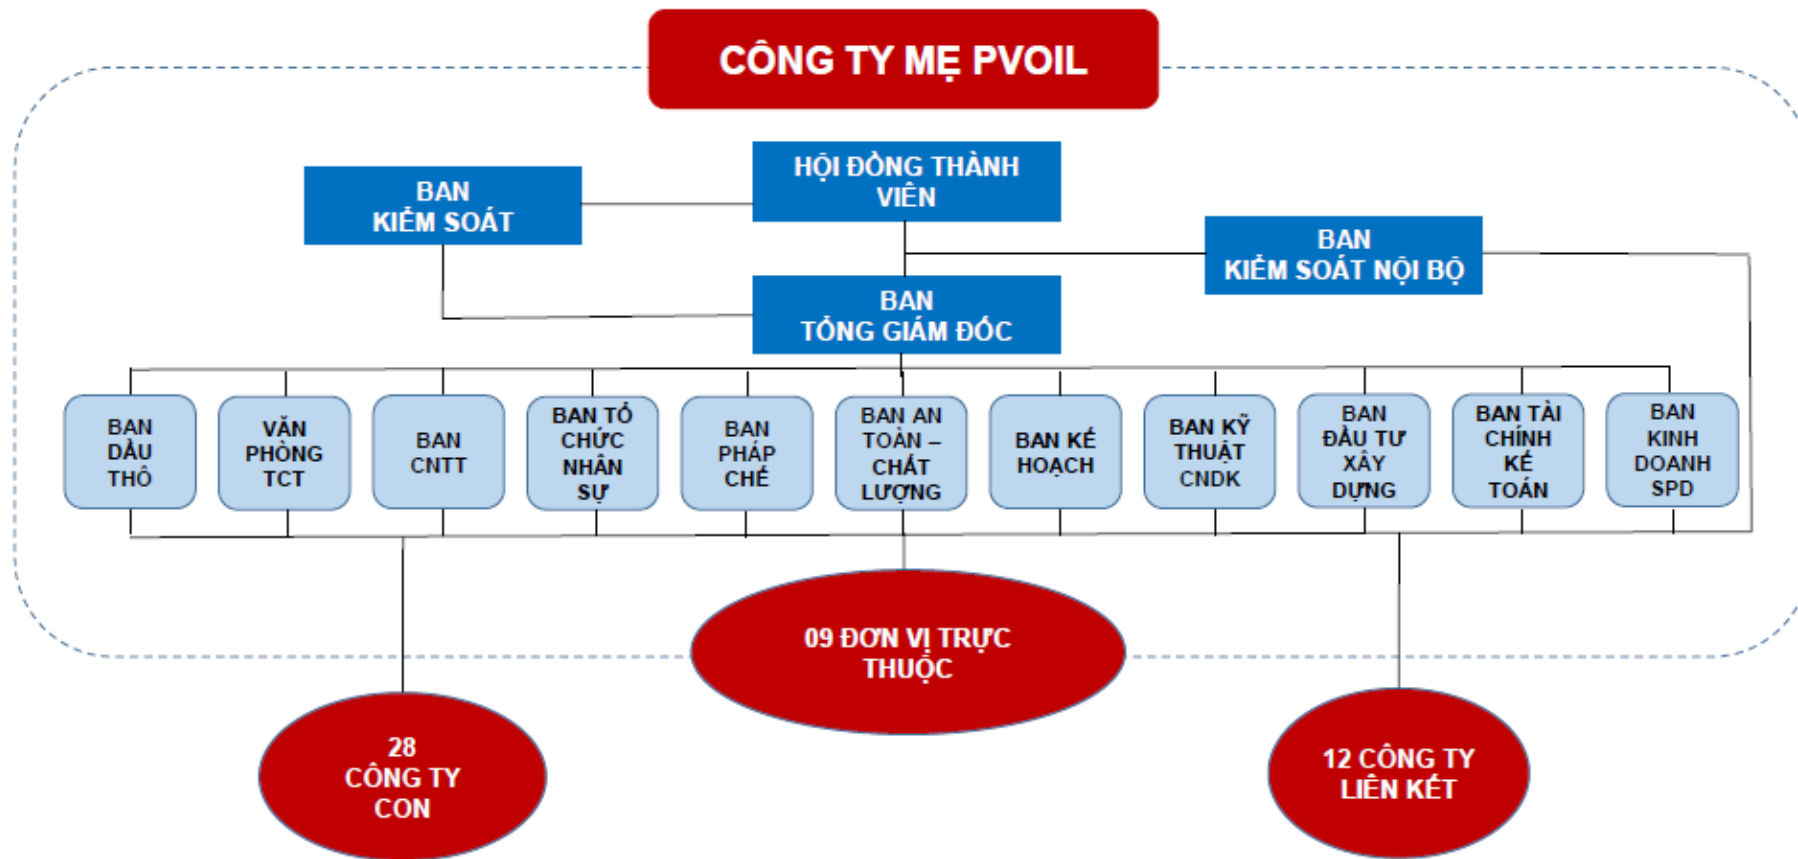 CÔNG TY MẸ PVOIL
HỘI ĐỒNG THÀNH
VIÊN
BAN
KIỂM SOÁT
BAN
KIỂM SOÁT NỘI BỘ
BAN
TỔNG GIÁM ĐỐC
BAN
DẦU
THÔ
VĂN
PHÒNG
TCT
BAN
CNTT
BAN TỔ
CHỨC
NHÂN
SỰ
BAN
PHÁP
CHẾ
BAN AN
TOÀN –
CHẤT
LƯỢNG
BAN KẾ
HOẠCH
BAN KỸ
THUẬT
CNDK
BAN
ĐẦU TƯ
XÂY
DỰNG
BAN TÀI
CHÍNH
KẾ
TOÁN
BAN
KINH
DOANH
SPD
09 ĐƠN VỊ TRỰC
THUỘC
28
CÔNG TY
CON
12 CÔNG TY
LIÊN KẾT